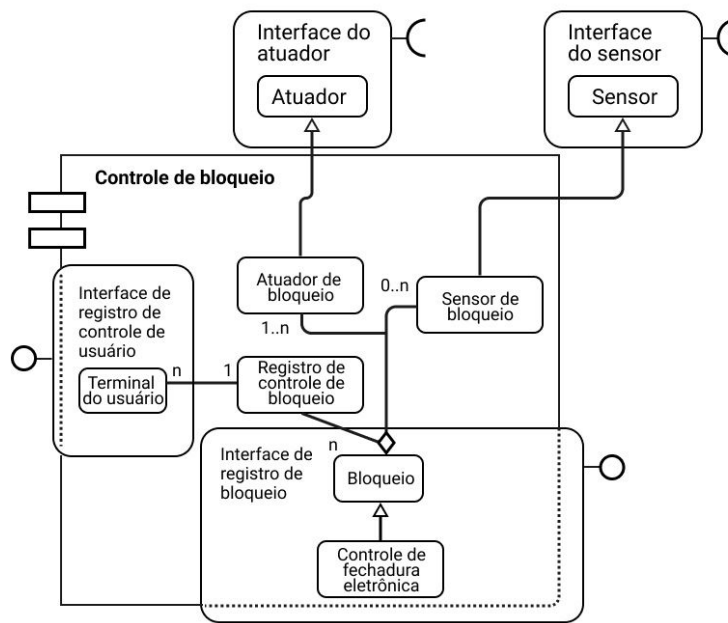 Interface do
atuador
Atuador
Interface
do sensor
Sensor
Controle de bloqueio
Atuador de
bloqueio
1..n
0..n
Sensor de
bloqueio
Interface de
registro de
controle de
usuário
Terminal
do usuário
n
1
Registro de
controle de
bloqueio
n
Interface de
registro de
bloqueio
Bloqueio
Controle de
fechadura
eletrônica